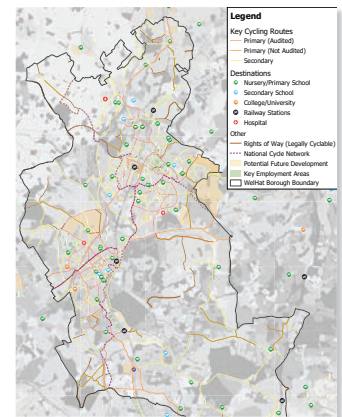 Legend
Key Cycling Routes
Primary (Audited)
Primary (Not Audited)
Secondary
Destinations
Nursery/Primary School
Secondary School
College/University
Railway Stations
Hospital
Other
Rights of Way (Legally Cyclable)
National Cycle Network
Potential Future Development
Key Employment Areas
WelHat Borough Boundary